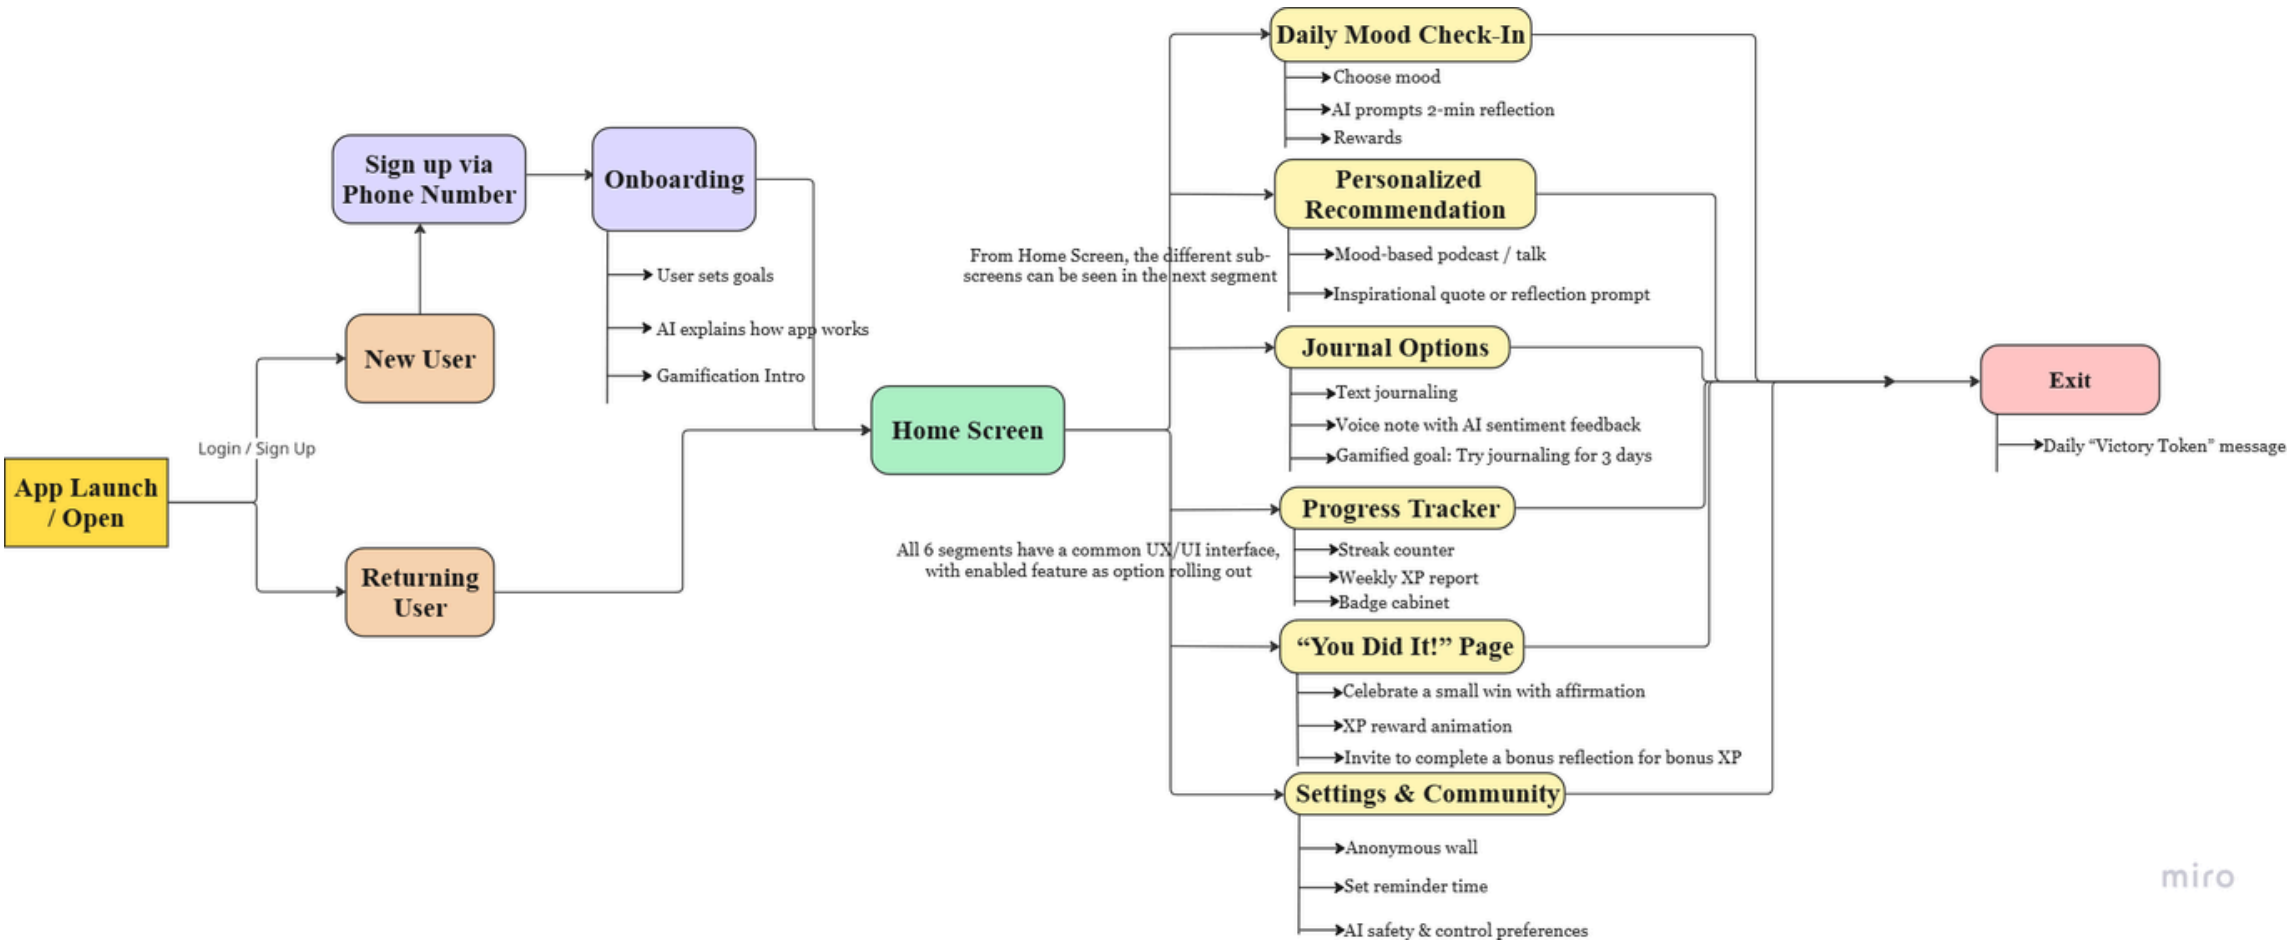 App Launch
/ Open
Login / Sign Up
New User
Returning
User
Sign up via
Phone Number
Onboarding
User sets goals
AI explains how app works
Gamification Intro
Home Screen
From Home Screen, the different sub-
screens can be seen in the next segment
All 6 segments have a common UX/UI interface,
with enabled feature as option rolling out
Daily Mood Check-In
Choose mood
AI prompts 2-min reflection
Rewards
Personalized
Recommendation
Mood-based podcast / talk
Inspirational quote or reflection prompt
Journal Options
Text journaling
Voice note with AI sentiment feedback
Gamified goal: Try journaling for 3 days
Progress Tracker
Streak counter
Weekly XP report
Badge cabinet
“You Did It!” Page
Celebrate a small win with affirmation
XP reward animation
Invite to complete a bonus reflection for bonus XP
Settings & Community
Anonymous wall
Set reminder time
AI safety & control preferences
Exit
Daily “Victory Token” message
miro